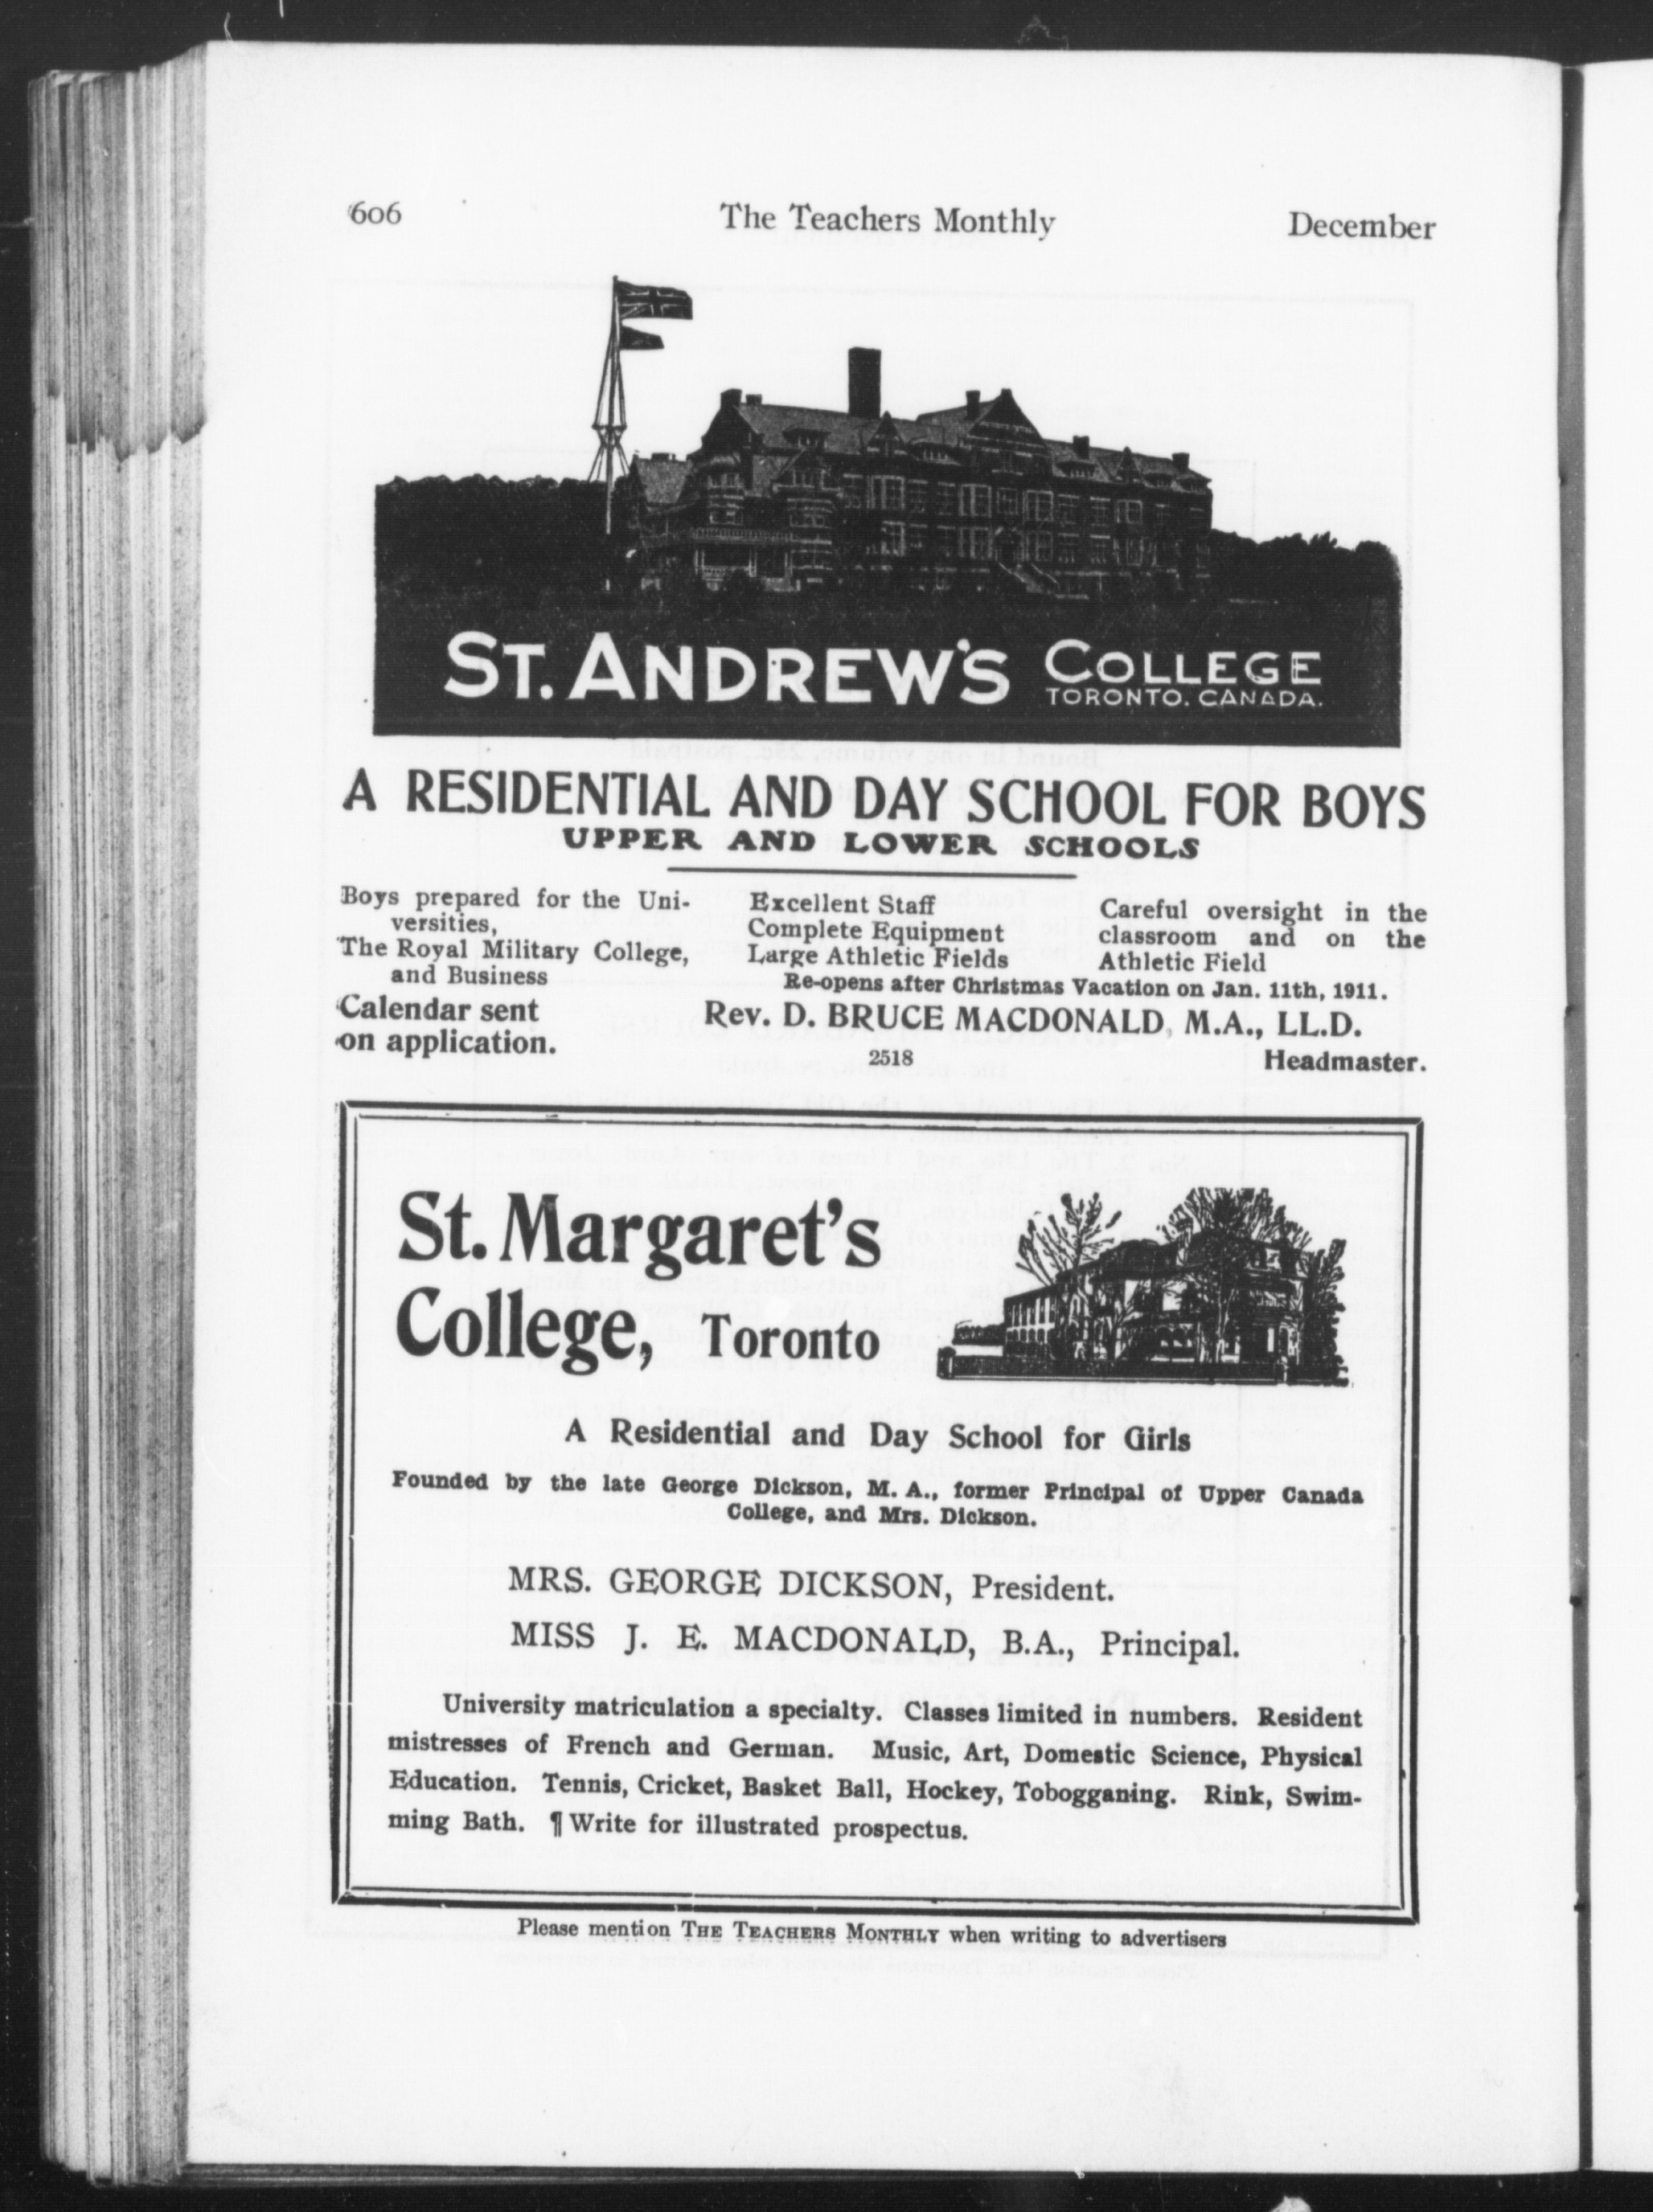 606 The Teachers Monthly December
ST. ANDREW'S COLLEGE
TORONTO. CANADA.
A RESIDENTIAL AND DAY SCHOOL FOR BOYS
UPPER AND LOWER SCHOOLS
Boys prepared for the Uni-
versities,
The Royal Military College,
and Business
Excellent Staff
Complete Equipment
Large Athletic Fields
Careful oversight in the
classroom and on the
Athletic Field
Re-opens after Christmas Vacation on Jan. 11th, 1911.
Calendar sent
on application.
Rev. D. BRUCE MACDONALD, M.A., LL.D.
2518
Headmaster.
St. Margaret's
College, Toronto
A Residential and Day School for Girls
Founded by the late George Dickson, M. A., former Principal of Upper Canada
College, and Mrs. Dickson.
MRS. GEORGE DICKSON, President.
MISS J. E. MACDONALD, B.A., Principal.
University matriculation a specialty. Classes limited in numbers. Resident
mistresses of French and German. Music, Art, Domestic Science, Physical
Education. Tennis, Cricket, Basket Ball, Hockey, Tobogganing. Rink, Swim-
ming Bath. ¶ Write for illustrated prospectus.
Please mention THE TEACHERS MONTHLY when writing to advertisers